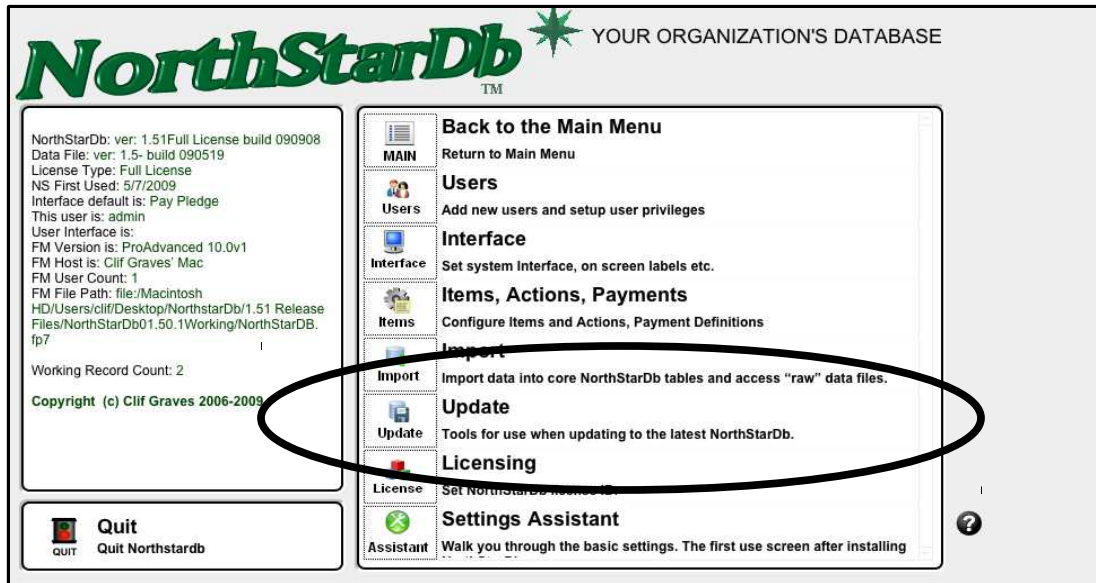 NorthStarDb
TM
YOUR ORGANIZATION'S DATABASE
NorthStarDb: ver: 1.51Full License build 090908
Data File: ver: 1.5- build 090519
License Type: Full License
NS First Used: 5/7/2009
Interface default is: Pay Pledge
This user is: admin
User Interface is:
FM Version is: ProAdvanced 10.0v1
FM Host is: Clif Graves' Mac
FM User Count: 1
FM File Path: file:/Macintosh
HD/Users/clif/Desktop/NorthstarDb/1.51 Release
Files/NorthStarDb01.50.1Working/NorthStarDB.
fp7
Working Record Count: 2
Copyright (c) Clif Graves 2006-2009
QUIT
Quit
Quit Northstardb
MAIN
Back to the Main Menu
Return to Main Menu
Users
Users
Add new users and setup user privileges
Interface
Interface
Set system Interface, on screen labels etc.
Items
Items, Actions, Payments
Configure Items and Actions, Payment Definitions
Import
Import
Import data into core NorthStarDb tables and access "raw" data files.
Update
Update
Tools for use when updating to the latest NorthStarDb.
License
Licensing
Set NorthStarDb license ID.
Assistant
Settings Assistant
Walk you through the basic settings. The first use screen after installing
?